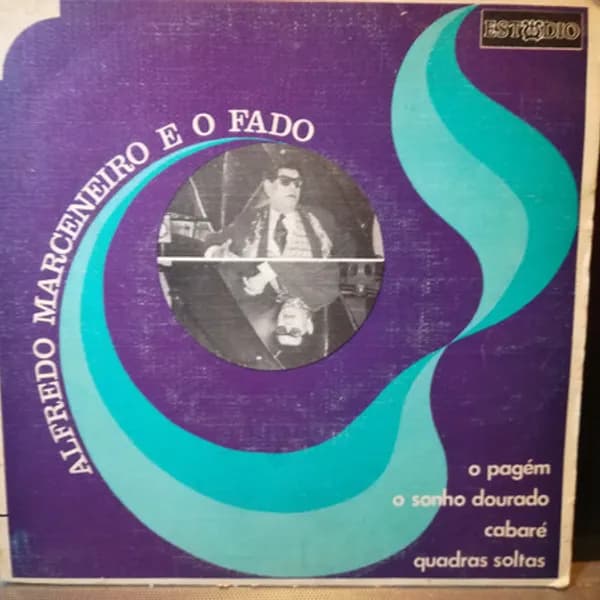 ESTÚDIO
ALFREDO MARCENEIRO E O FADO
o pagém
o sonho dourado
cabaré
quadras soltas